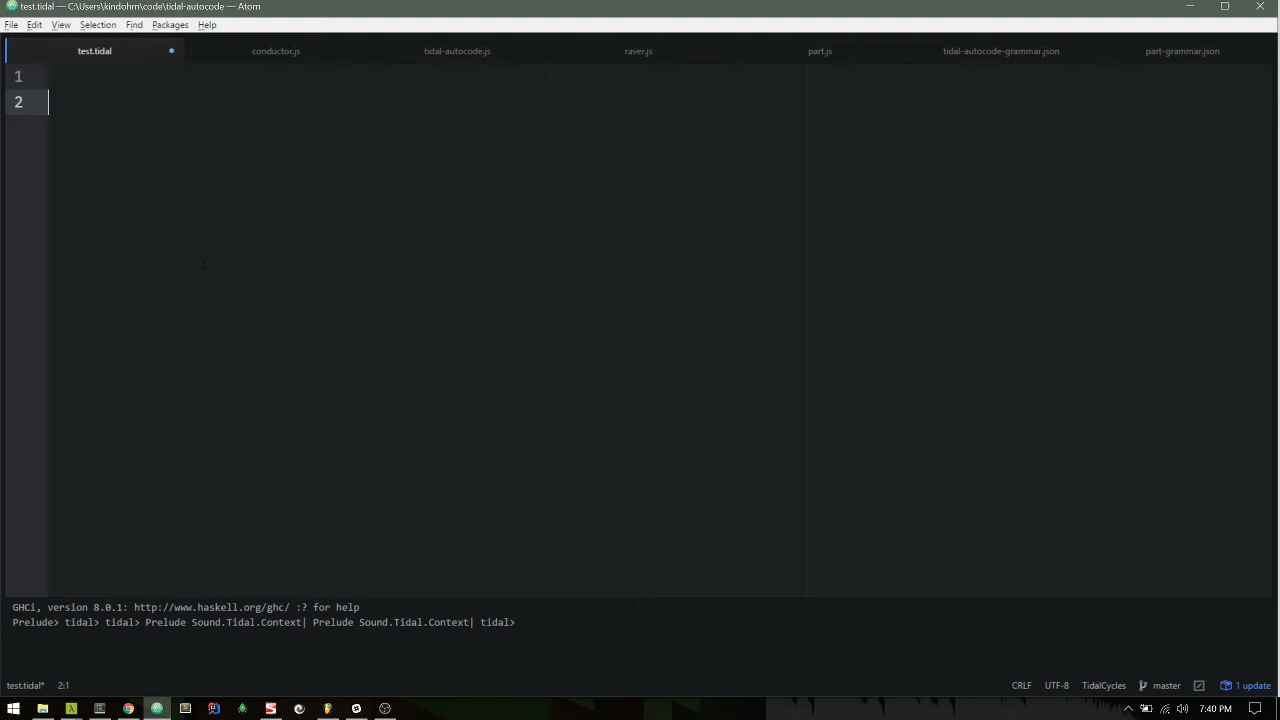 test.tidal — C:\Users\kindohm\code\tidal-autocode — Atom
File Edit View Selection Find Packages Help
test.tidal conductor.js tidal-autocode.js raver.js part.js tidal-autocode-grammar.json part-grammar.json
1
2
GHCi, version 8.0.1: http://www.haskell.org/ghc/ :? for help
Prelude> tidal> tidal> Prelude Sound.Tidal.Context| Prelude Sound.Tidal.Context| tidal>
test.tidal* 2:1 CRLF UTF-8 TidalCycles master 1 update
7:40 PM